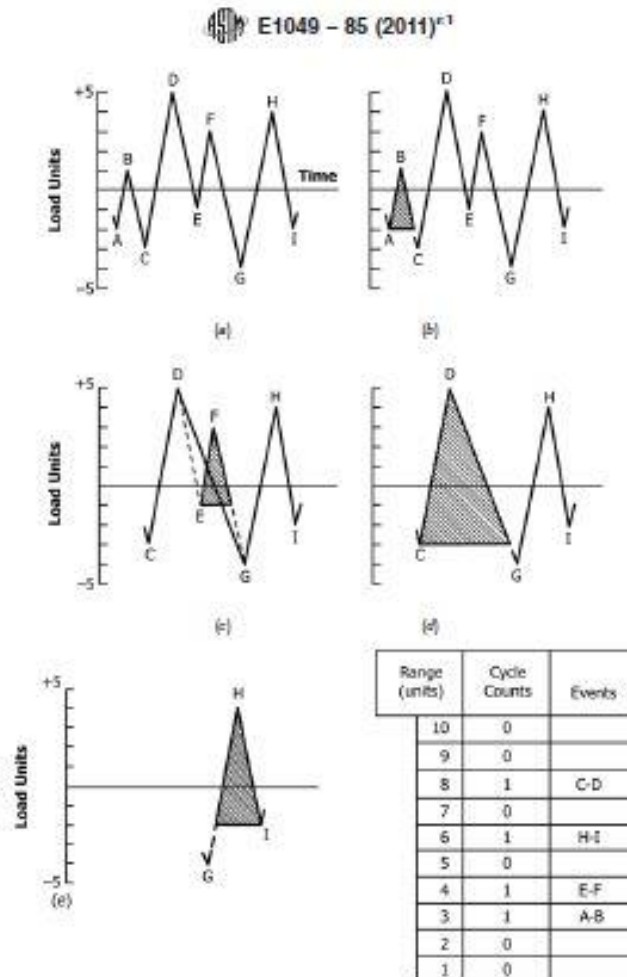 ASTM E1049 – 85 (2011)ε1
+5
Load Units
−5
A
B
C
D
E
F
G
H
I
Time
(a)
A
B
C
D
E
F
G
H
I
(b)
+5
Load Units
−5
C
D
E
F
G
H
I
(c)
C
D
G
H
I
(d)
+5
Load Units
−5
G
H
I
(e)
Range (units) Cycle Counts Events
10 0
9 0
8 1 C-D
7 0
6 1 H-I
5 0
4 1 E-F
3 1 A-B
2 0
1 0